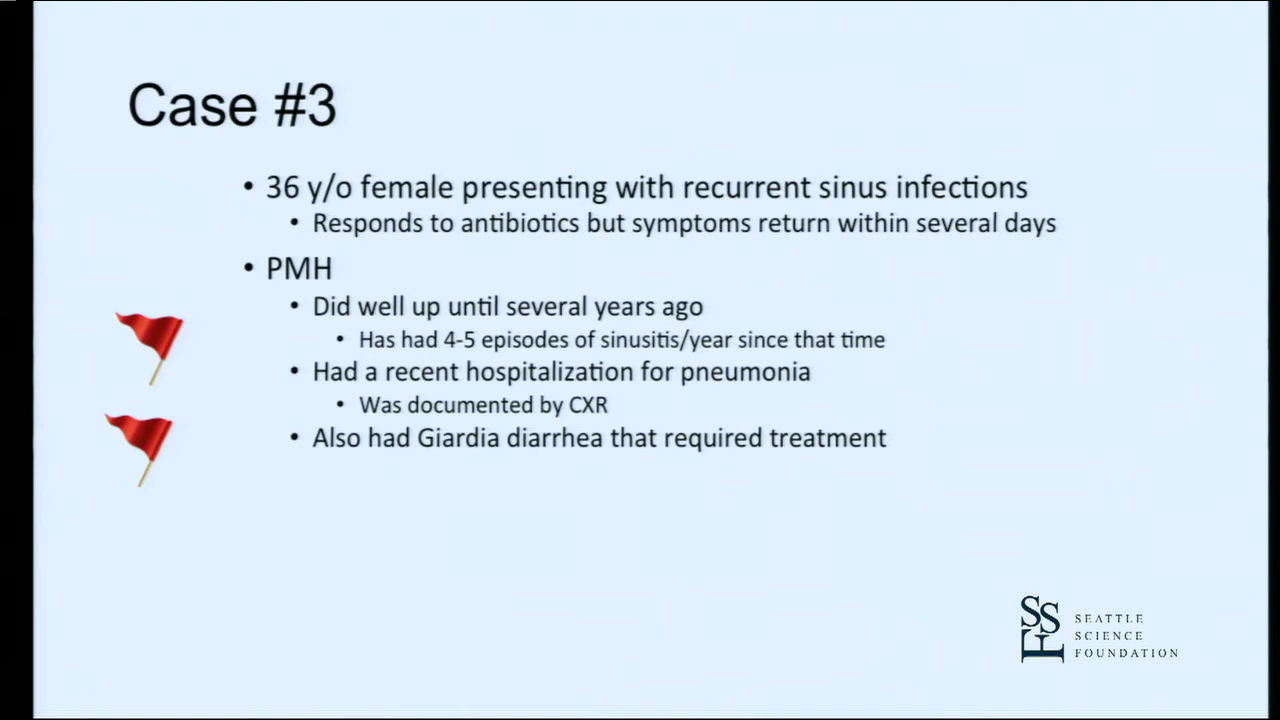 Case #3
• 36 y/o female presenting with recurrent sinus infections
• Responds to antibiotics but symptoms return within several days
• PMH
• Did well up until several years ago
• Has had 4-5 episodes of sinusitis/year since that time
• Had a recent hospitalization for pneumonia
• Was documented by CXR
• Also had Giardia diarrhea that required treatment
SSF
SEATTLE
SCIENCE
FOUNDATION